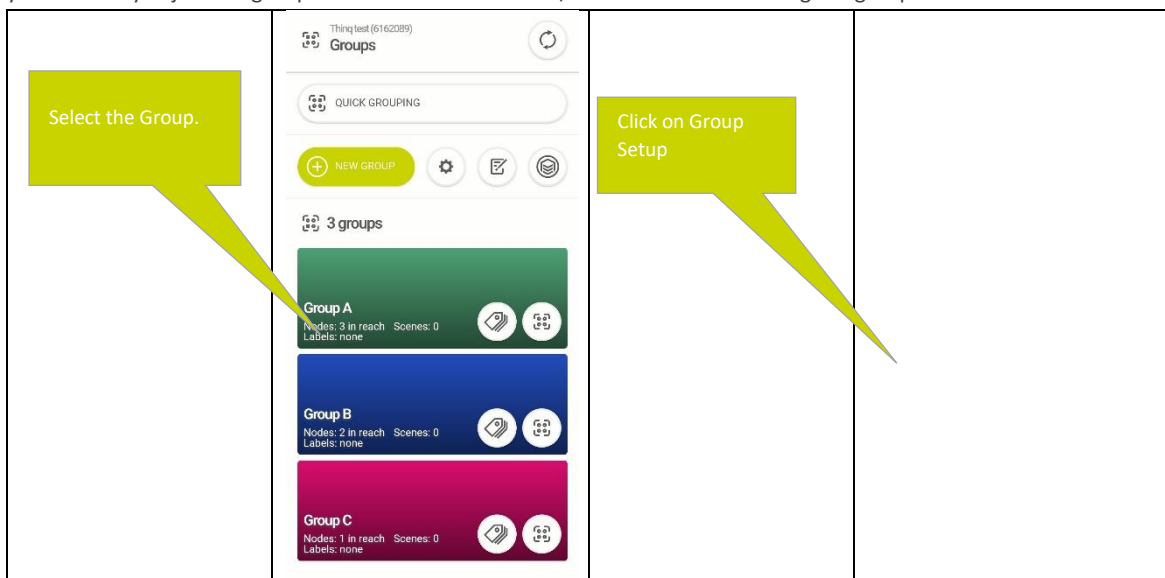 Select the Group.
Thinq test (6162089)
Groups
QUICK GROUPING
NEW GROUP
3 groups
Group A
Nodes: 3 in reach Scenes: 0
Labels: none
Group B
Nodes: 2 in reach Scenes: 0
Labels: none
Group C
Nodes: 1 in reach Scenes: 0
Labels: none
Click on Group
Setup